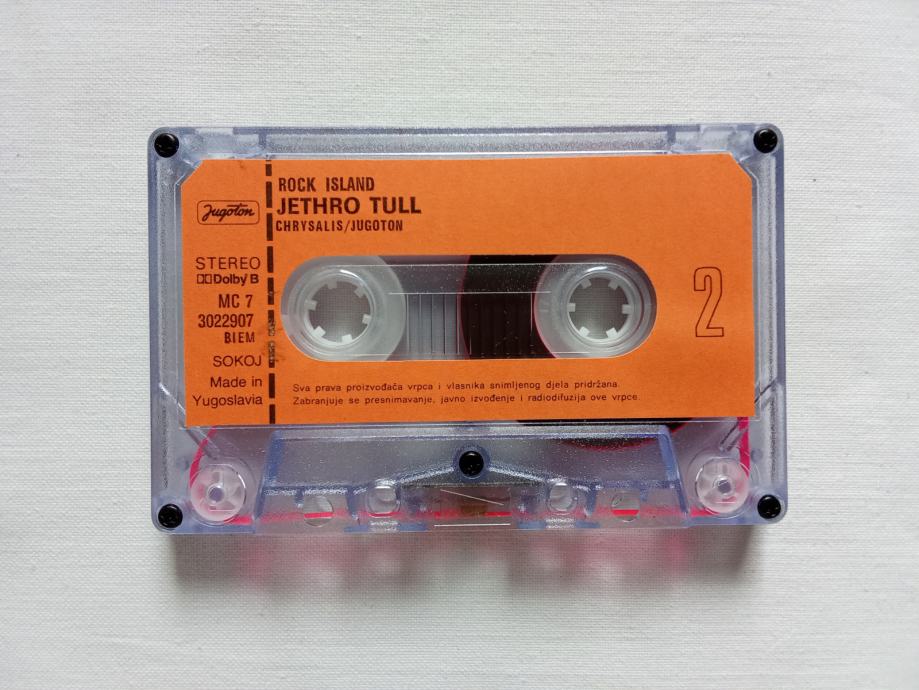 ROCK ISLAND
JETHRO TULL
CHRYSALIS/JUGOTON
Jugoton
STEREO
Dolby B
MC 7
3022907
BIEM
SOKOJ
Made in
Yugoslavia
2
Sva prava proizvođača vrpca i vlasnika snimljenog djela pridržana.
Zabranjuje se presnimavanje, javno izvođenje i radiodifuzija ove vrpce.